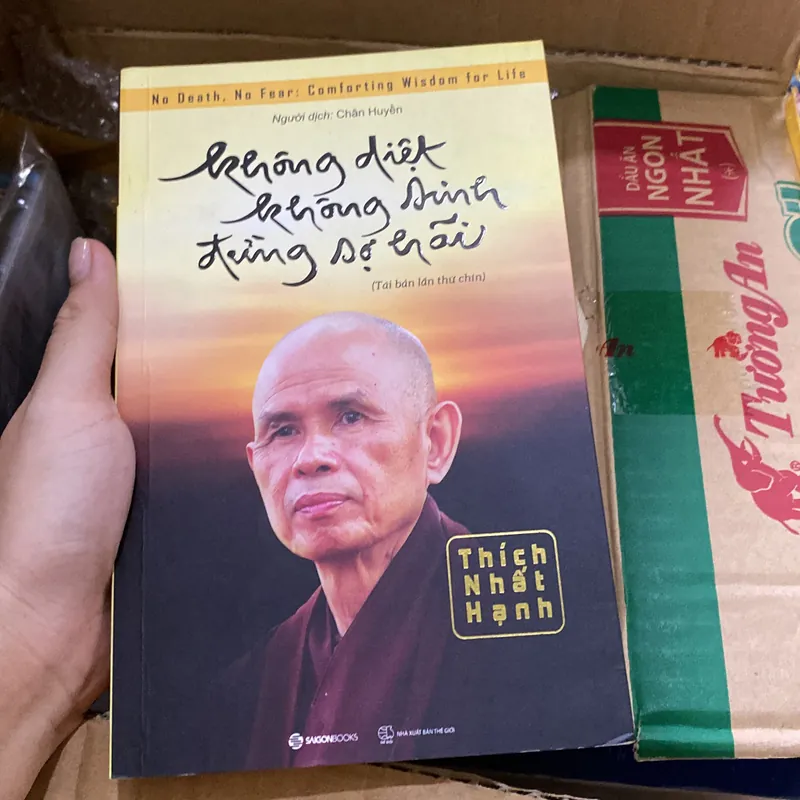 No Death, No Fear: Comforting Wisdom for Life
Người dịch: Chân Huyền
không diệt
không sinh
đừng sợ hãi
(Tái bản lần thứ chín)
Thích
Nhất
Hạnh
SAIGONBOOKS
NHÀ XUẤT BẢN THẾ GIỚI
DẦU ĂN
NGON
NHẤT
(*)
Tường An
An